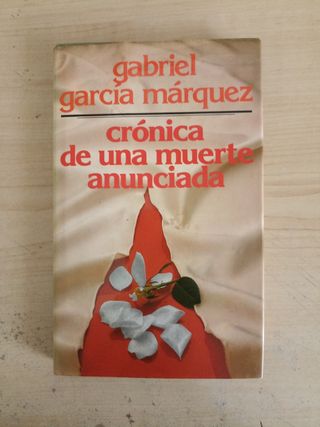 gabriel
garcía márquez
crónica
de una muerte
anunciada